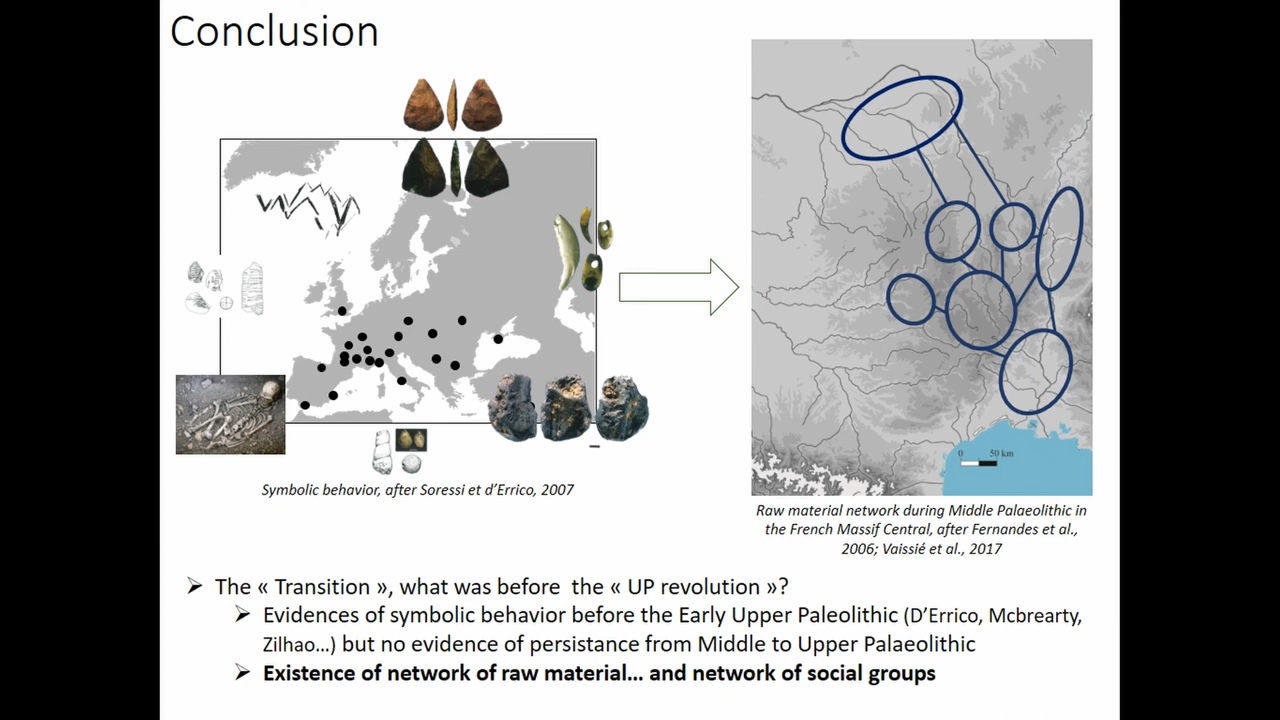 Conclusion
Symbolic behavior, after Soressi et d’Errico, 2007
0 50 km
Raw material network during Middle Palaeolithic in
the French Massif Central, after Fernandes et al.,
2006; Vaissié et al., 2017
The « Transition », what was before the « UP revolution »?
Evidences of symbolic behavior before the Early Upper Paleolithic (D’Errico, Mcbrearty,
Zilhao…) but no evidence of persistance from Middle to Upper Palaeolithic
Existence of network of raw material… and network of social groups